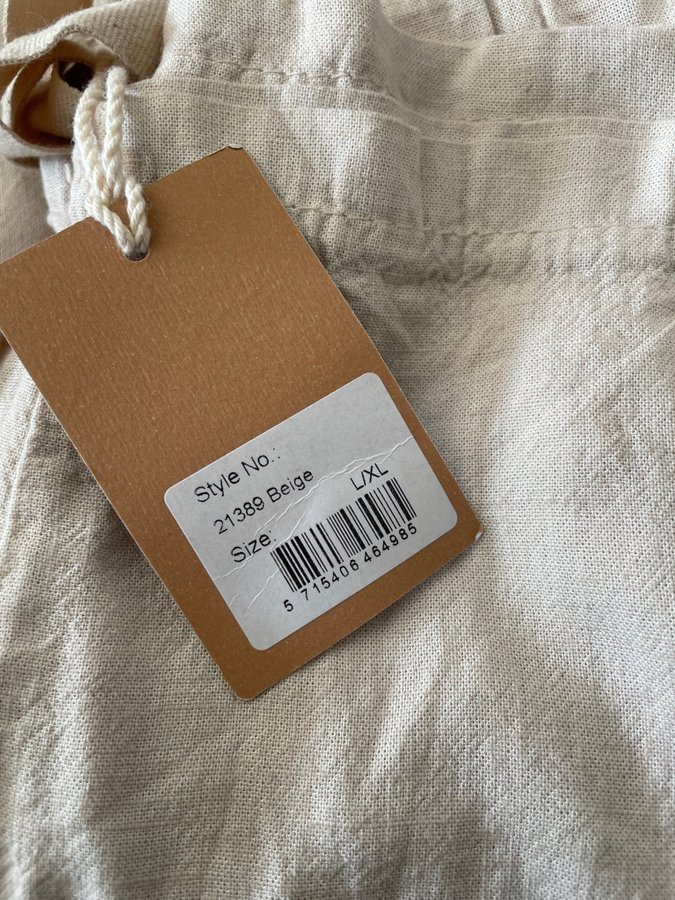 Style No.:
21389 Beige
Size: L/XL
5 715406 464985